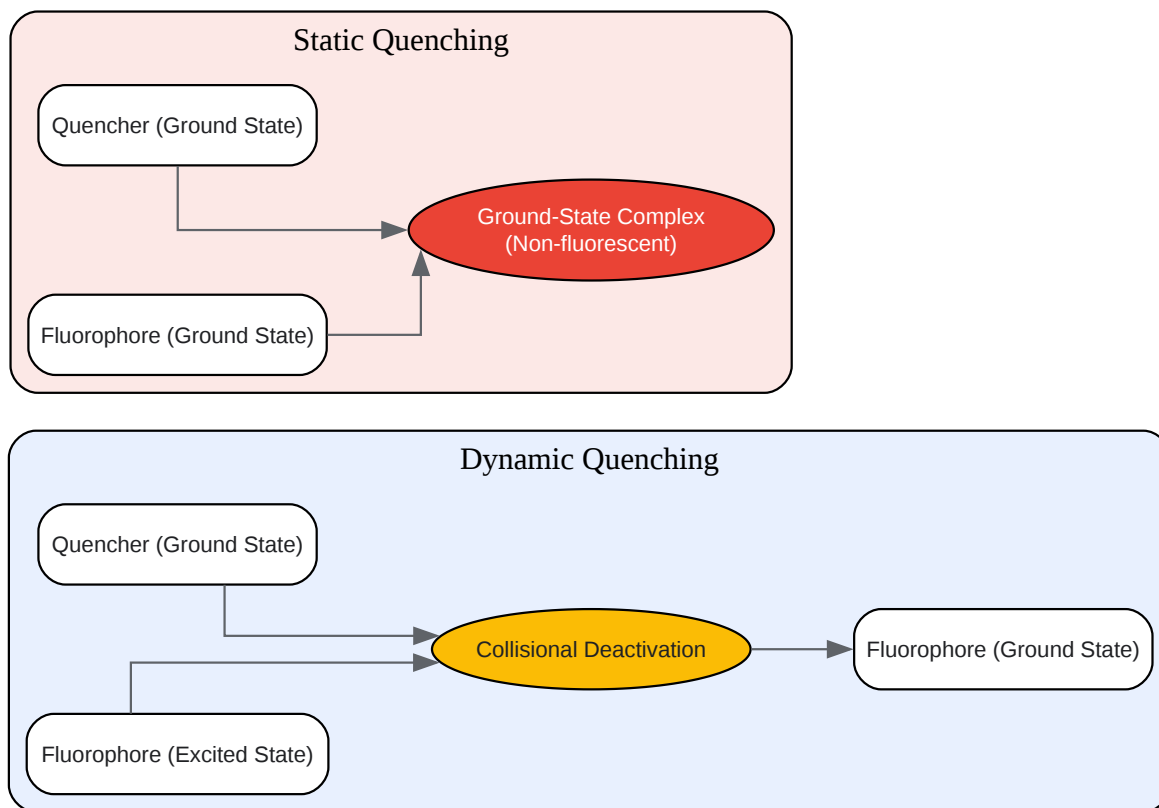 Static Quenching
Quencher (Ground State)
Ground-State Complex
(Non-fluorescent)
Fluorophore (Ground State)
Dynamic Quenching
Quencher (Ground State)
Collisional Deactivation
Fluorophore (Ground State)
Fluorophore (Excited State)